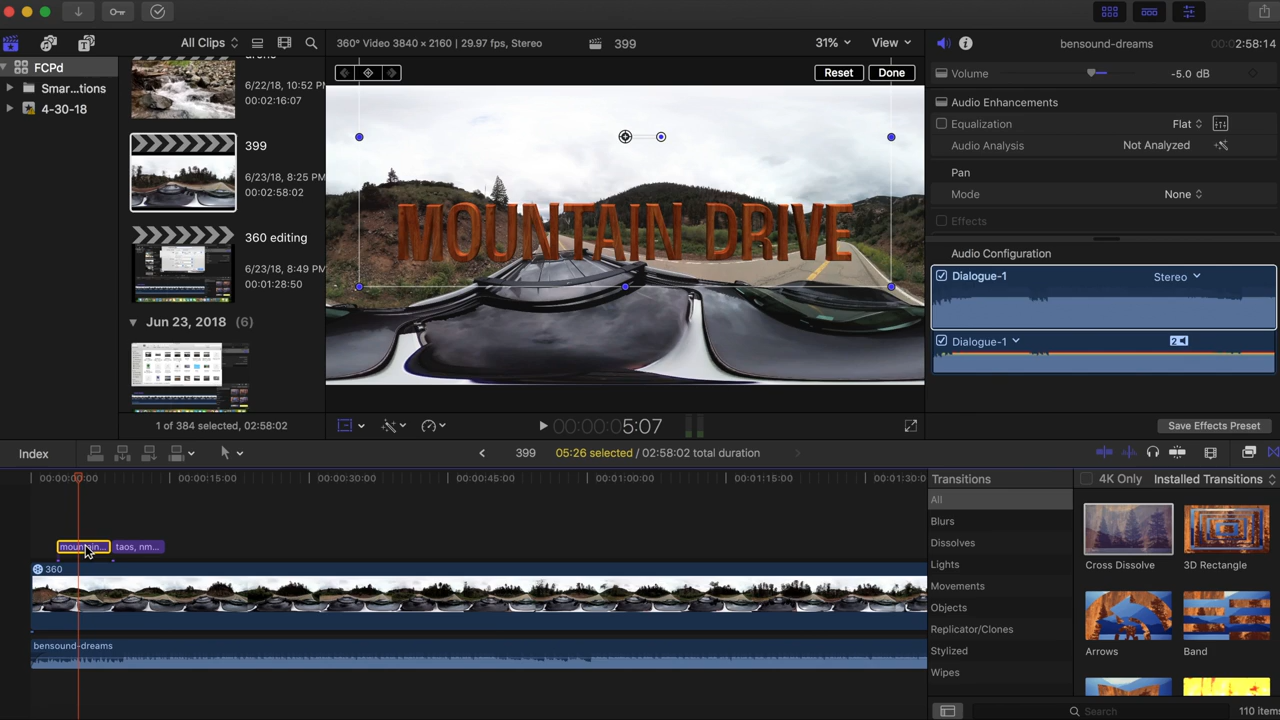 All Clips
360° Video 3840 × 2160 | 29.97 fps, Stereo
399
31%
View
bensound-dreams
00:02:58:14
FCPd
Smar...tions
4-30-18
6/22/18, 10:52 P
00:02:16:07
399
6/23/18, 8:25 PM
00:02:58:02
360 editing
6/23/18, 8:49 PM
00:01:28:50
Jun 23, 2018 (6)
1 of 384 selected, 02:58:02
Reset
Done
MOUNTAIN DRIVE
00:00:00:05:07
Volume
-5.0 dB
Audio Enhancements
Equalization
Flat
Audio Analysis
Not Analyzed
Pan
Mode
None
Effects
Audio Configuration
Dialogue-1
Stereo
Dialogue-1
2
Save Effects Preset
Index
399
05:26 selected / 02:58:02 total duration
00:00:00:00
00:00:15:00
00:00:30:00
00:00:45:00
00:01:00:00
00:01:15:00
00:01:30:0
mountain...
taos, nm...
360
bensound-dreams
Transitions
All
Blurs
Dissolves
Lights
Movements
Objects
Replicator/Clones
Stylized
Wipes
4K Only
Installed Transitions
Cross Dissolve
3D Rectangle
Arrows
Band
Search
110 items